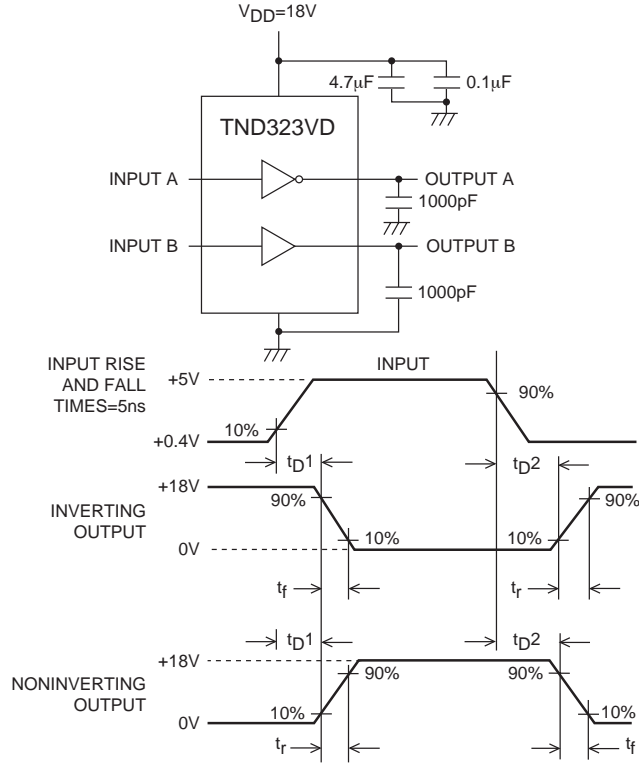 VDD=18V
4.7μF
0.1μF
TND323VD
INPUT A
OUTPUT A
1000pF
INPUT B
OUTPUT B
1000pF
INPUT RISE
AND FALL
TIMES=5ns
+5V
INPUT
90%
10%
+0.4V
tD1
tD2
+18V
90%
90%
INVERTING
OUTPUT
10%
10%
0V
tf
tr
tD1
tD2
+18V
90%
90%
NONINVERTING
OUTPUT
10%
10%
0V
tr
tf